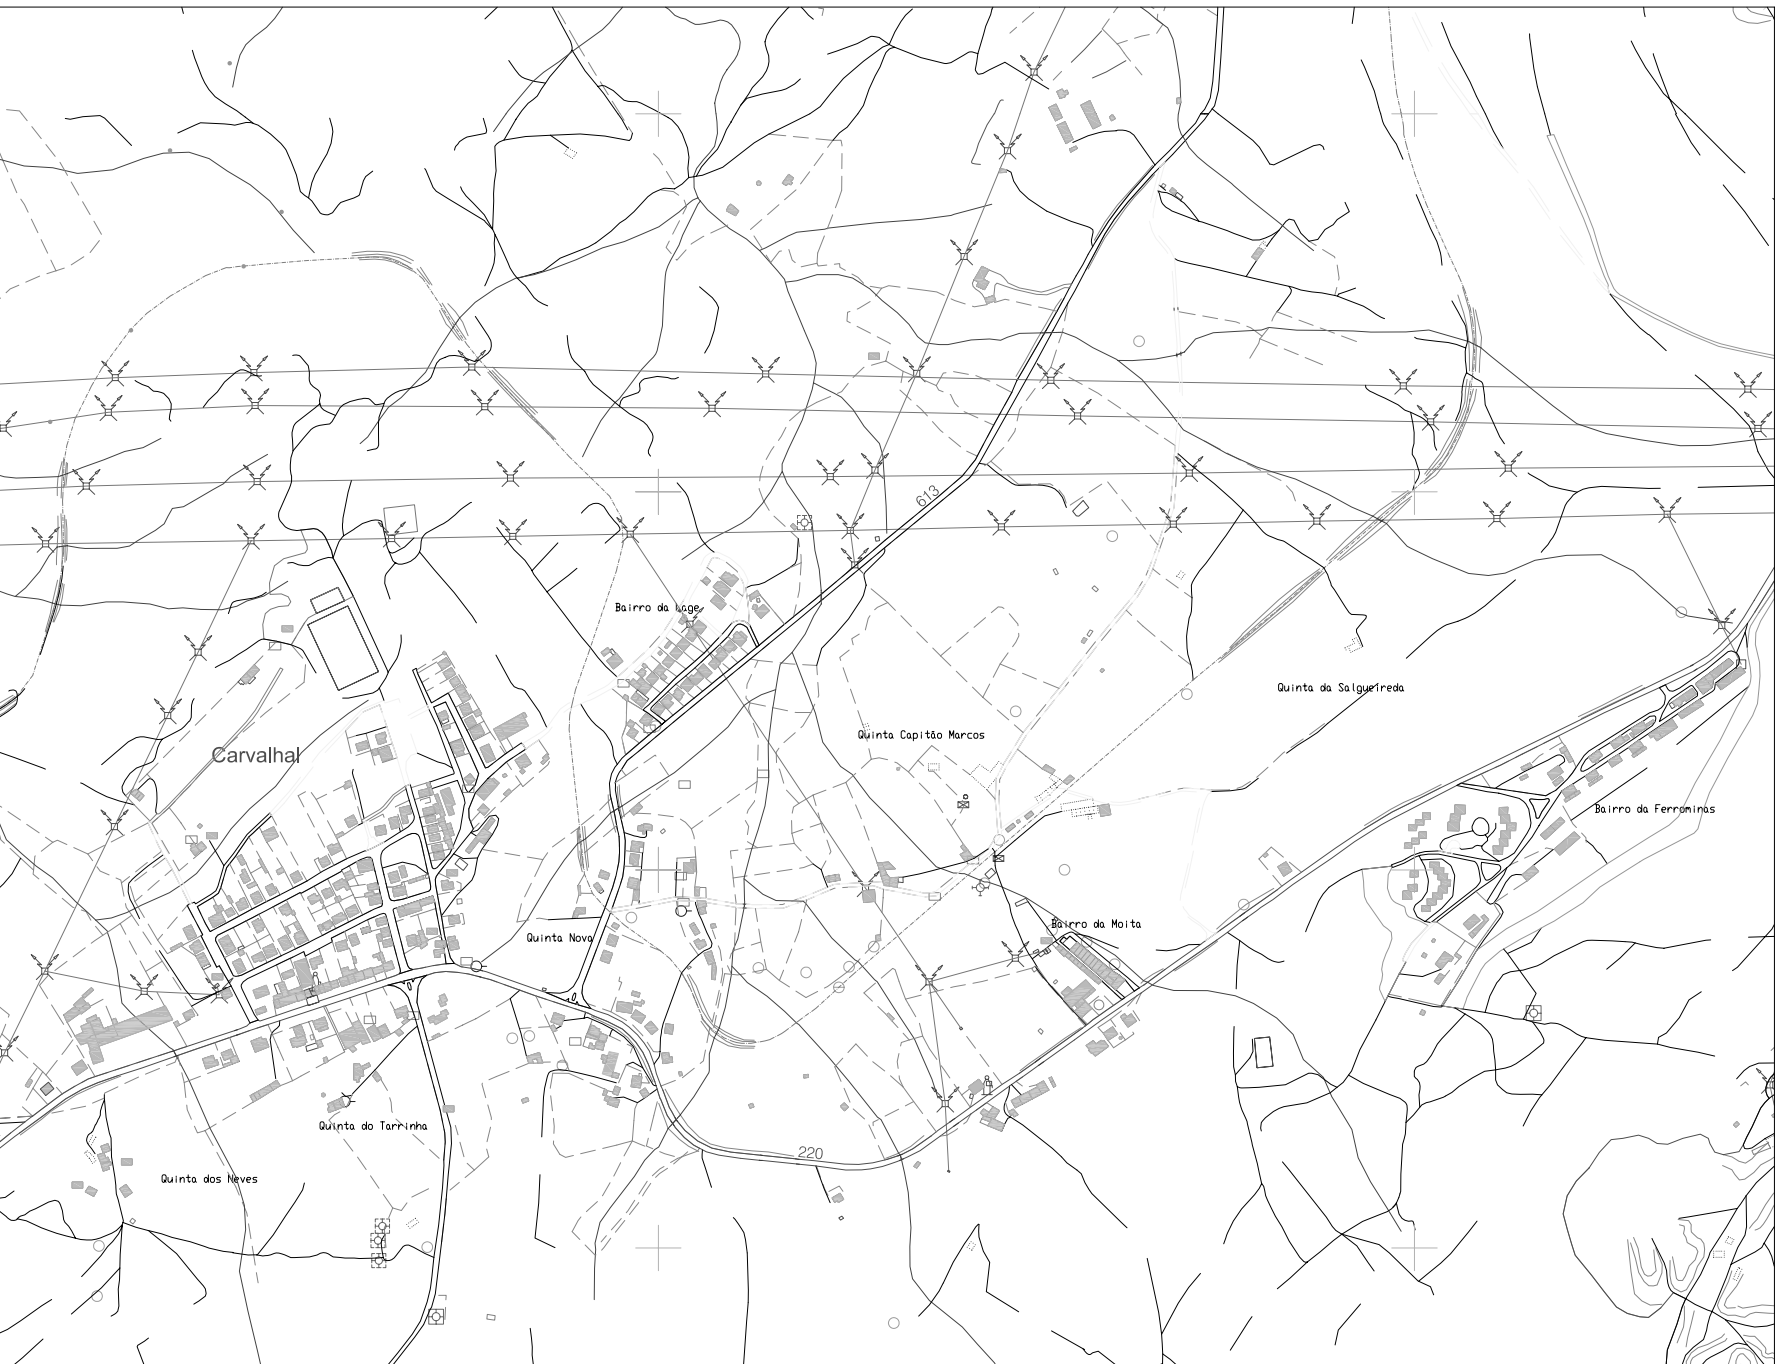 613
Bairro da Lage
Quinta da Salgueireda
Quinta Capitão Marcos
Carvalhal
Bairro da Ferrominas
Bairro da Moita
Quinta Nova
Quinta do Tarrinha
220
Quinta dos Neves